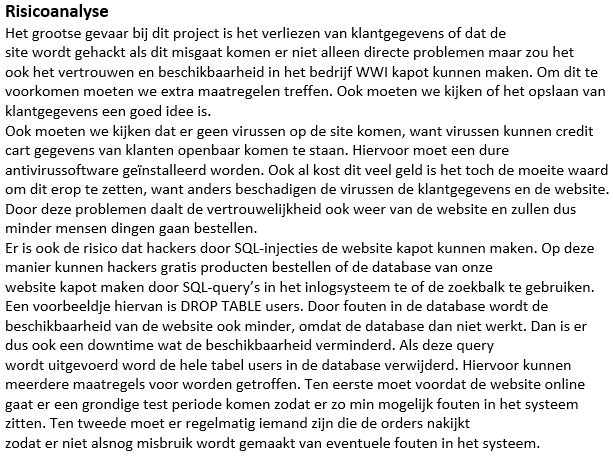 Risicoanalyse
Het grootse gevaar bij dit project is het verliezen van klantgegevens of dat de
site wordt gehackt als dit misgaat komen er niet alleen directe problemen maar zou het
ook het vertrouwen en beschikbaarheid in het bedrijf WWI kapot kunnen maken. Om dit te
voorkomen moeten we extra maatregelen treffen. Ook moeten we kijken of het opslaan van
klantgegevens een goed idee is.
Ook moeten we kijken dat er geen virussen op de site komen, want virussen kunnen credit
cart gegevens van klanten openbaar komen te staan. Hiervoor moet een dure
antivirussoftware geïnstalleerd worden. Ook al kost dit veel geld is het toch de moeite waard
om dit erop te zetten, want anders beschadigen de virussen de klantgegevens en de website.
Door deze problemen daalt de vertrouwelijkheid ook weer van de website en zullen dus
minder mensen dingen gaan bestellen.
Er is ook de risico dat hackers door SQL-injecties de website kapot kunnen maken. Op deze
manier kunnen hackers gratis producten bestellen of de database van onze
website kapot maken door SQL-query's in het inlogsysteem te of de zoekbalk te gebruiken.
Een voorbeeldje hiervan is DROP TABLE users. Door fouten in de database wordt de
beschikbaarheid van de website ook minder, omdat de database dan niet werkt. Dan is er
dus ook een downtime wat de beschikbaarheid verminderd. Als deze query
wordt uitgevoerd word de hele tabel users in de database verwijderd. Hiervoor kunnen
meerdere maatregels voor worden getroffen. Ten eerste moet voordat de website online
gaat er een grondige test periode komen zodat er zo min mogelijk fouten in het systeem
zitten. Ten tweede moet er regelmatig iemand zijn die de orders nakijkt
zodat er niet alsnog misbruik wordt gemaakt van eventuele fouten in het systeem.